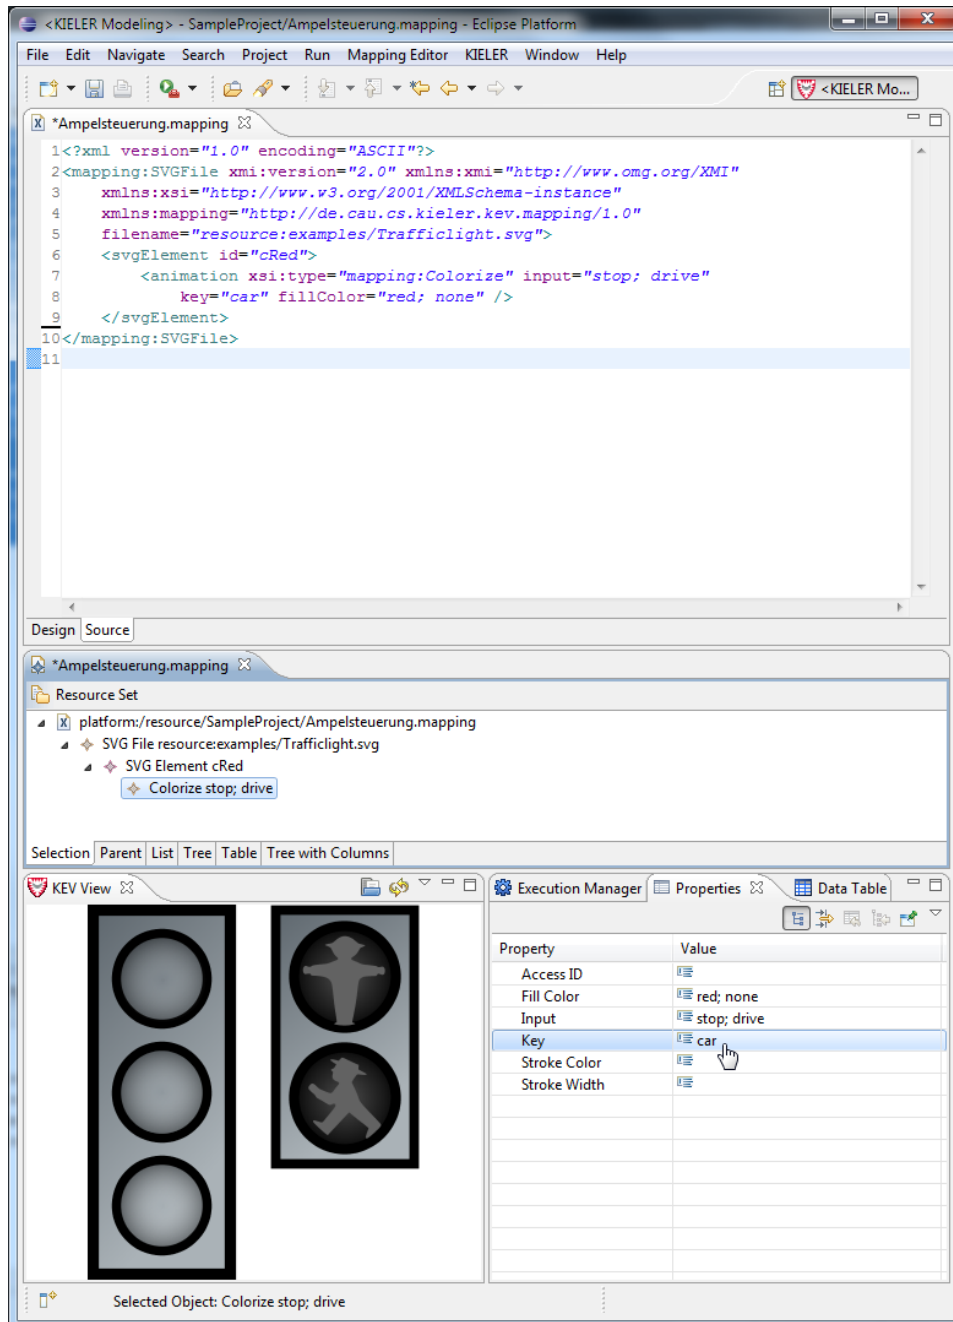 <KIELER Modeling> - SampleProject/Ampelsteuerung.mapping - Eclipse Platform
File Edit Navigate Search Project Run Mapping Editor KIELER Window Help
<KIELER Mo...
*Ampelsteuerung.mapping
1<?xml version="1.0" encoding="ASCII"?>
2<mapping:SVGFile xmi:version="2.0" xmlns:xmi="http://www.omg.org/XMI"
3 xmlns:xsi="http://www.w3.org/2001/XMLSchema-instance"
4 xmlns:mapping="http://de.cau.cs.kieler.kev.mapping/1.0"
5 filename="resource:examples/Trafficlight.svg">
6 <svgElement id="cRed">
7 <animation xsi:type="mapping:Colorize" input="stop; drive"
8 key="car" fillColor="red; none" />
9 </svgElement>
10</mapping:SVGFile>
11
Design Source
*Ampelsteuerung.mapping
Resource Set
platform:/resource/SampleProject/Ampelsteuerung.mapping
SVG File resource:examples/Trafficlight.svg
SVG Element cRed
Colorize stop; drive
Selection Parent List Tree Table Tree with Columns
KEV View
Execution Manager Properties Data Table
Property Value
Access ID
Fill Color red; none
Input stop; drive
Key car
Stroke Color
Stroke Width
Selected Object: Colorize stop; drive